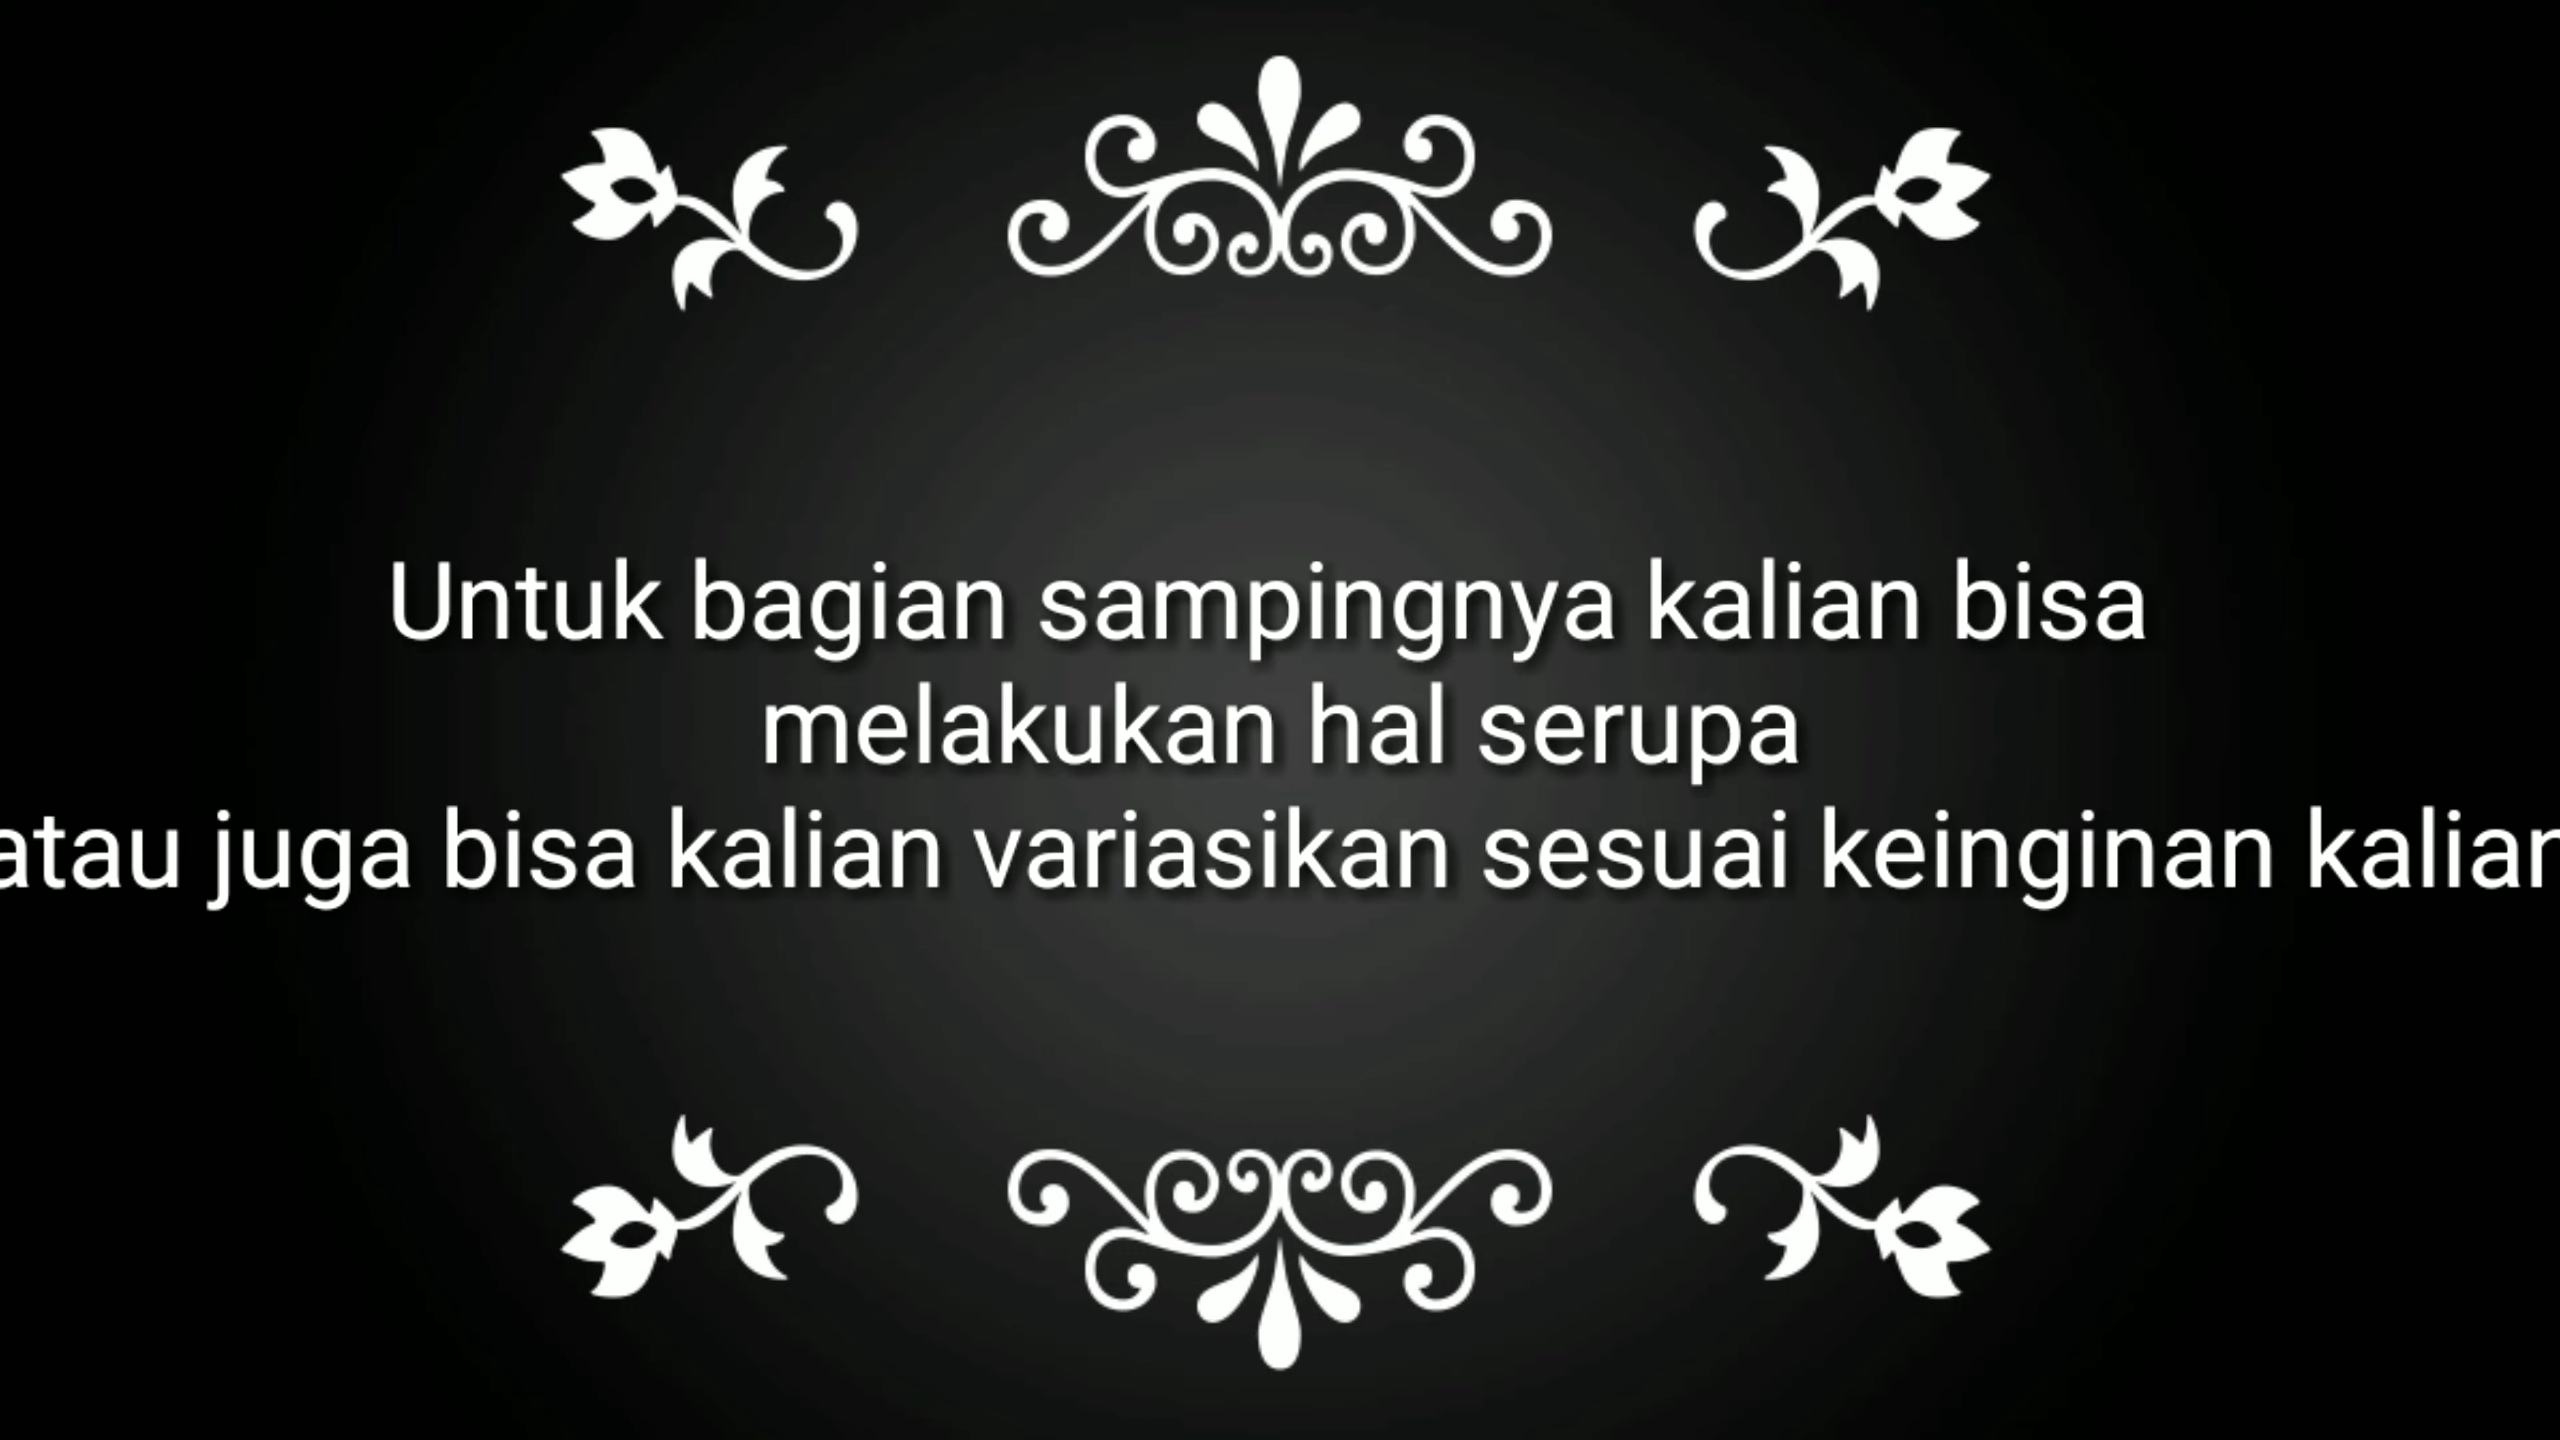 Untuk bagian sampingnya kalian bisa
melakukan hal serupa
atau juga bisa kalian variasikan sesuai keinginan kalian